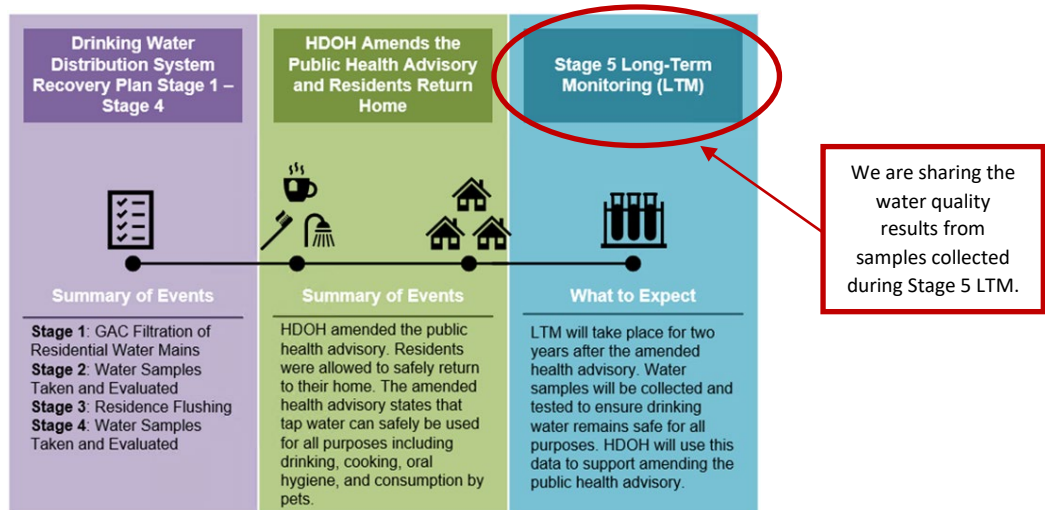 Drinking Water
Distribution System
Recovery Plan Stage 1 –
Stage 4
Summary of Events
Stage 1: GAC Filtration of
Residential Water Mains
Stage 2: Water Samples
Taken and Evaluated
Stage 3: Residence Flushing
Stage 4: Water Samples
Taken and Evaluated
HDOH Amends the
Public Health Advisory
and Residents Return
Home
Summary of Events
HDOH amended the public
health advisory. Residents
were allowed to safely return
to their home. The amended
health advisory states that
tap water can safely be used
for all purposes including
drinking, cooking, oral
hygiene, and consumption by
pets.
Stage 5 Long-Term
Monitoring (LTM)
What to Expect
LTM will take place for two
years after the amended
health advisory. Water
samples will be collected and
tested to ensure drinking
water remains safe for all
purposes. HDOH will use this
data to support amending the
public health advisory.
We are sharing the
water quality
results from
samples collected
during Stage 5 LTM.